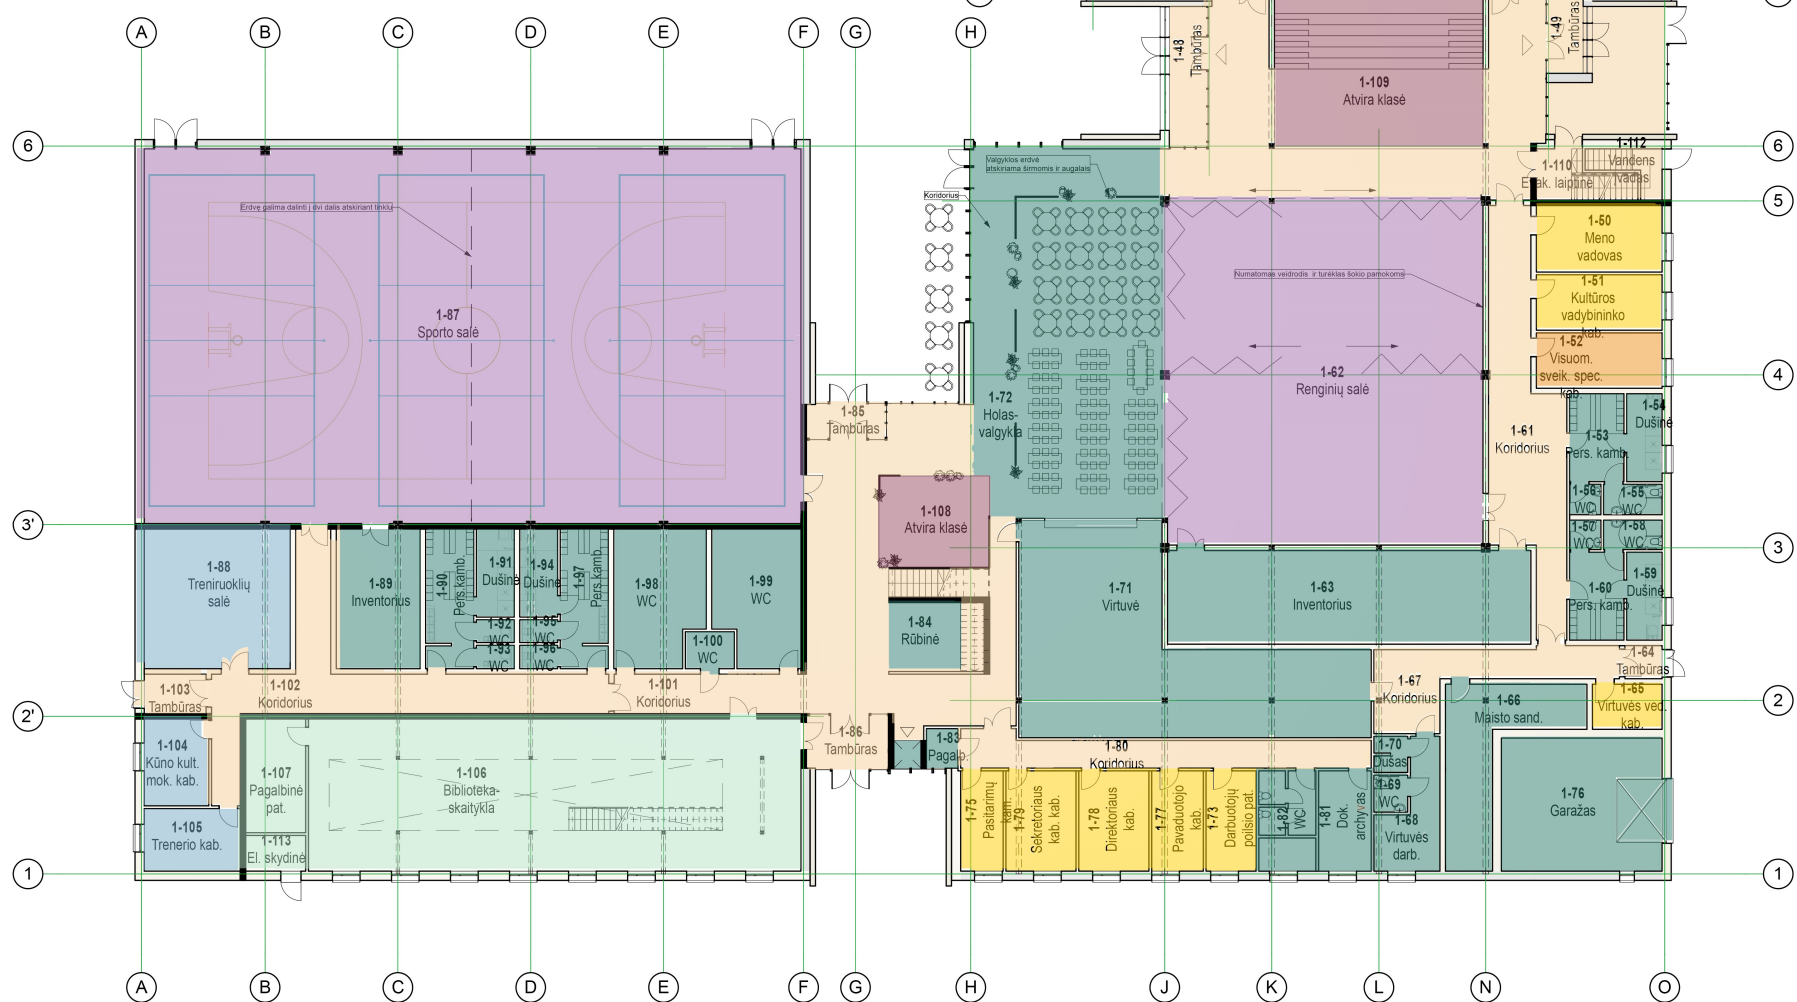 A
B
C
D
E
F
G
H
1-48
Tambūras
1-49
Tambūras
1-109
Atvira klasė
6
6
1-112
Vandens
įvadas
1-110
Evak. laiptinė
Valgyklos erdvė
atskiriama širmomis ir augalais
Koridorius
5
Erdvę galima dalinti į dvi dalis atskiriant tinklu
1-50
Meno
vadovas
1-51
Kultūros
vadybininko
kab.
Numatomas veidrodis ir turėklas šokio pamokoms
1-87
Sporto salė
1-52
Visuom.
sveik. spec.
kab.
1-62
Renginių salė
4
1-72
Holas-
valgykla
1-85
Tambūras
1-61
Koridorius
1-53
Pers. kamb.
1-54
Dušinė
1-56
WC
1-55
WC
1-57
WC
1-58
WC
3'
1-108
Atvira klasė
3
1-88
Treniruoklių
salė
1-89
Inventorius
1-90
Pers.kamb.
1-91
Dušinė
1-92
WC
1-93
WC
1-94
Dušinė
1-95
WC
1-96
WC
1-97
Pers.kamb.
1-98
WC
1-99
WC
1-100
WC
1-84
Rūbinė
1-71
Virtuvė
1-63
Inventorius
1-60
Pers. kamb.
1-59
Dušinė
1-64
Tambūras
1-103
Tambūras
1-102
Koridorius
1-101
Koridorius
1-67
Koridorius
1-66
Maisto sand.
1-65
Virtuvės ved.
kab.
2'
2
1-86
Tambūras
1-83
Pagalb.
1-80
Koridorius
1-104
Kūno kult.
mok. kab.
1-107
Pagalbinė
pat.
1-106
Biblioteka-
skaitykla
1-105
Trenerio kab.
1-113
El. skydinė
1-75
Pasitarimų
kam.
1-79
Sekretoriaus
kab. kab.
1-78
Direktoriaus
kab.
1-77
Pavaduotojo
kab.
1-73
Darbuotojų
poilsio pat.
1-82
WC
1-81
Dok.
archyvas
1-70
Dušas
1-69
WC
1-68
Virtuvės
darb.
1-76
Garažas
1
1
A
B
C
D
E
F
G
H
J
K
L
N
O